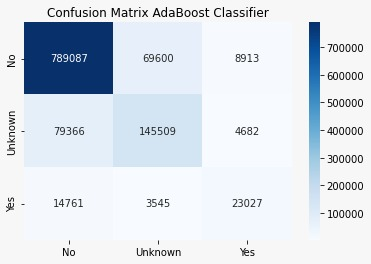 Confusion Matrix AdaBoost Classifier
No 789087 69600 8913
Unknown 79366 145509 4682
Yes 14761 3545 23027
No Unknown Yes
700000
600000
500000
400000
300000
200000
100000